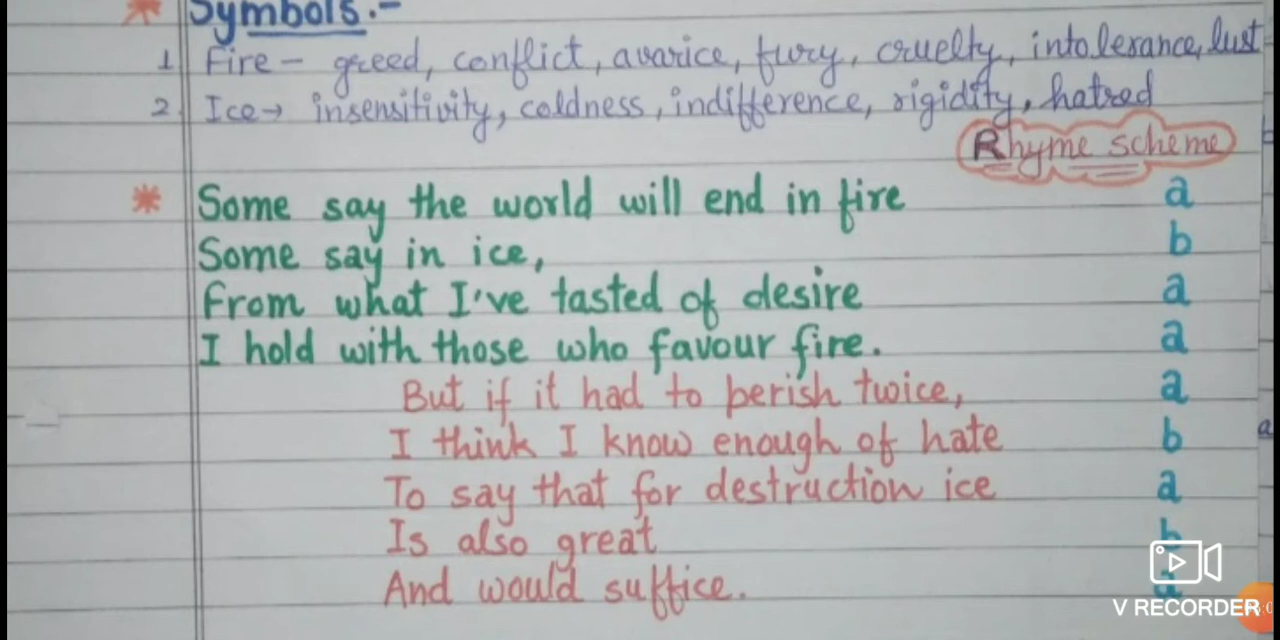 Symbols.-
1 Fire - greed, conflict, avarice, fury, cruelty, intolerance, lust
2 Ice → insensitivity, coldness, indifference, rigidity, hatred
Rhyme scheme
* Some say the world will end in fire a
Some say in ice, b
From what I've tasted of desire a
I hold with those who favour fire. a
But if it had to perish twice, a
I think I know enough of hate b
To say that for destruction ice a
Is also great b
And would suffice. a
V RECORDER